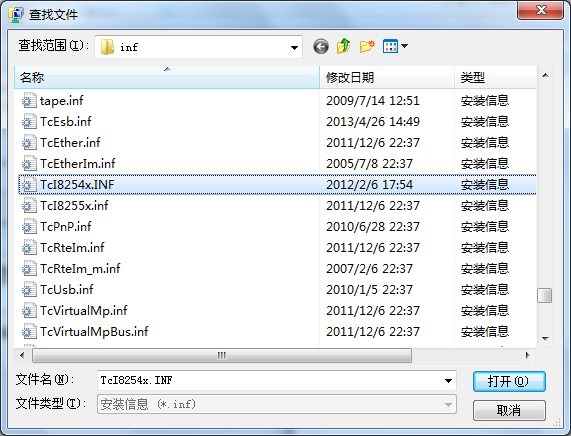 查找文件
查找范围(I): inf
名称 修改日期 类型
tape.inf 2009/7/14 12:51 安装信息
TcEsb.inf 2013/4/26 14:49 安装信息
TcEther.inf 2011/12/6 22:37 安装信息
TcEtherIm.inf 2005/7/8 22:37 安装信息
TcI8254x.INF 2012/2/6 17:54 安装信息
TcI8255x.inf 2011/12/6 22:37 安装信息
TcPnP.inf 2010/6/28 22:37 安装信息
TcRteIm.inf 2011/12/6 22:37 安装信息
TcRteIm_m.inf 2007/2/6 22:37 安装信息
TcUsb.inf 2010/1/5 22:37 安装信息
TcVirtualMp.inf 2011/12/6 22:37 安装信息
TcVirtualMpBus.inf 2011/12/6 22:37 安装信息
文件名(N): TcI8254x.INF 打开(O)
文件类型(T): 安装信息 (*.inf) 取消